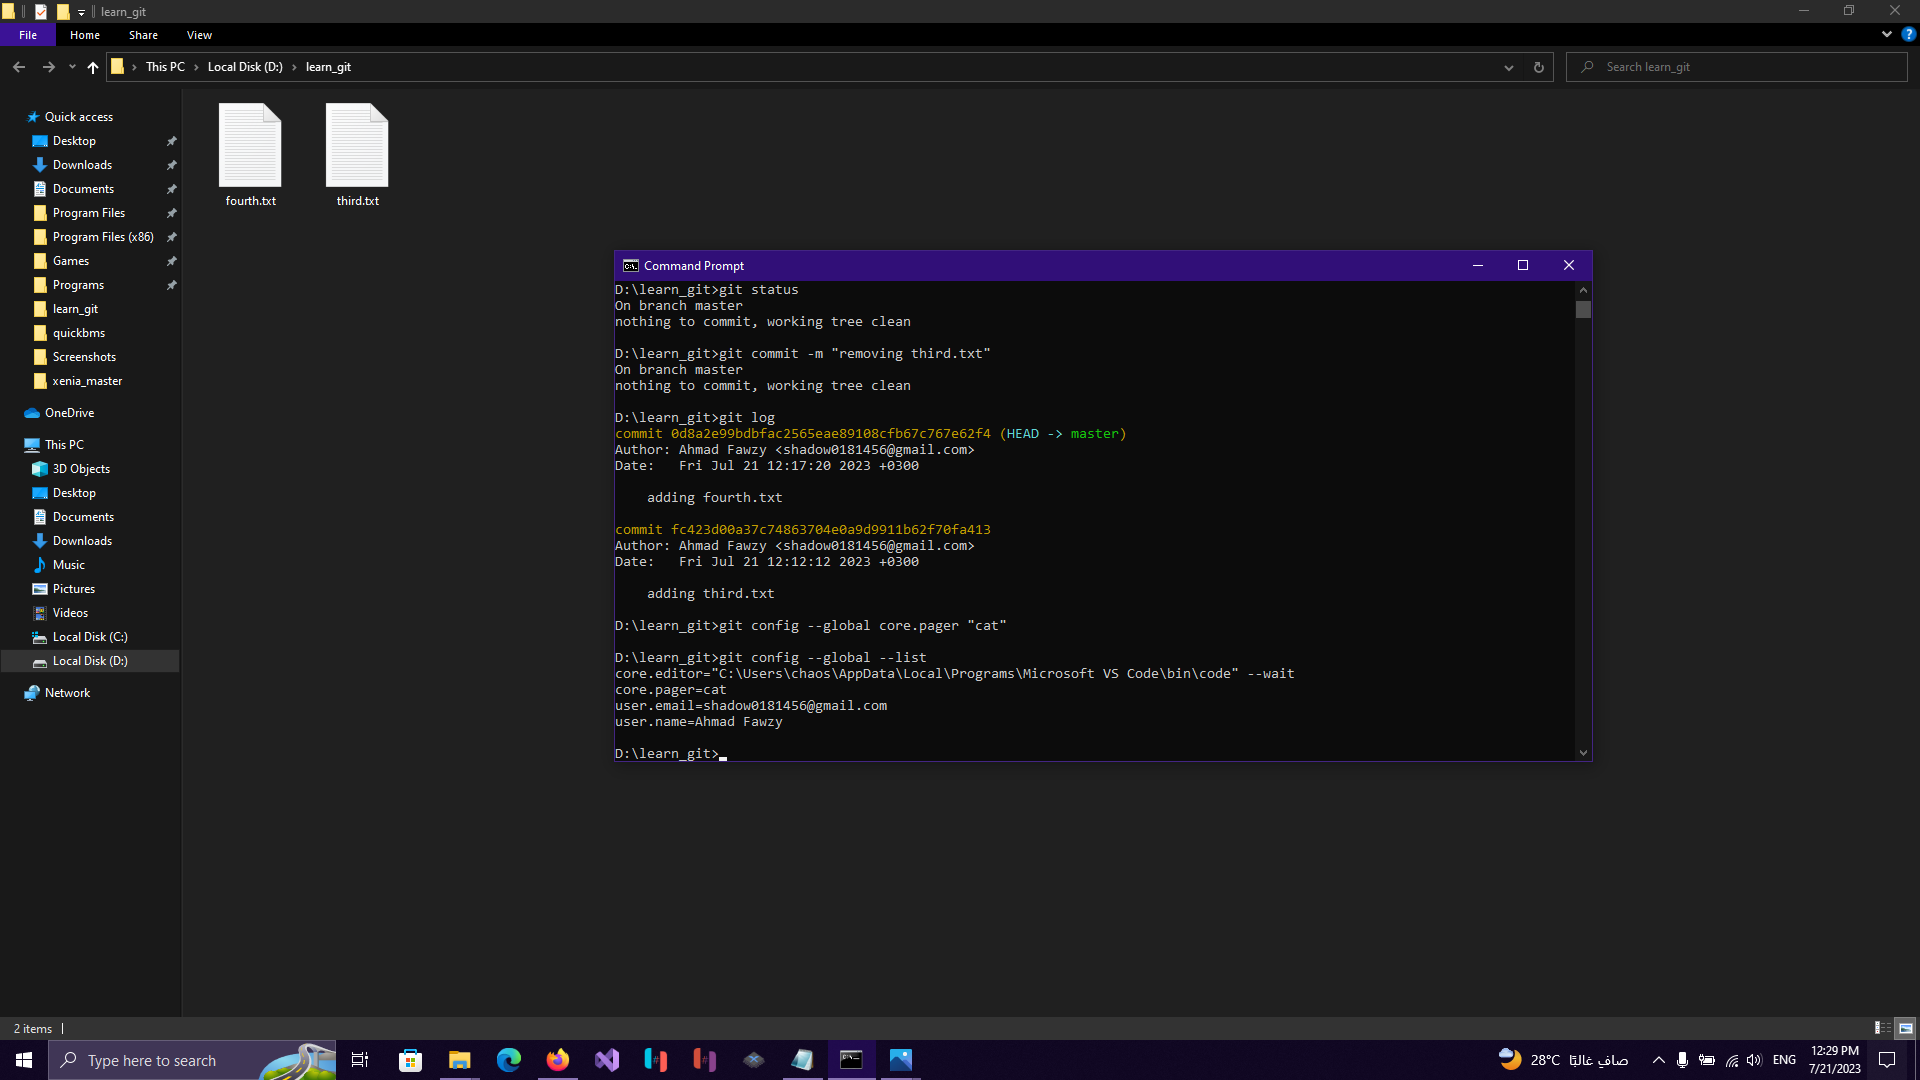 learn_git
File
Home
Share
View
This PC
Local Disk (D:)
learn_git
Search learn_git
Quick access
Desktop
Downloads
Documents
Program Files
Program Files (x86)
Games
Programs
learn_git
quickbms
Screenshots
xenia_master
OneDrive
This PC
3D Objects
Desktop
Documents
Downloads
Music
Pictures
Videos
Local Disk (C:)
Local Disk (D:)
Network
fourth.txt
third.txt
Command Prompt
D:\learn_git>git status
On branch master
nothing to commit, working tree clean
D:\learn_git>git commit -m "removing third.txt"
On branch master
nothing to commit, working tree clean
D:\learn_git>git log
commit 0d8a2e99bdbfac2565eae89108cfb67c767e62f4 (HEAD -> master)
Author: Ahmad Fawzy <shadow0181456@gmail.com>
Date:   Fri Jul 21 12:17:20 2023 +0300
adding fourth.txt
commit fc423d00a37c74863704e0a9d9911b62f70fa413
Author: Ahmad Fawzy <shadow0181456@gmail.com>
Date:   Fri Jul 21 12:12:12 2023 +0300
adding third.txt
D:\learn_git>git config --global core.pager "cat"
D:\learn_git>git config --global --list
core.editor="C:\Users\chaos\AppData\Local\Programs\Microsoft VS Code\bin\code" --wait
core.pager=cat
user.email=shadow0181456@gmail.com
user.name=Ahmad Fawzy
D:\learn_git>
2 items
Type here to search
28°C صافٍ غالبًا
ENG
12:29 PM
7/21/2023